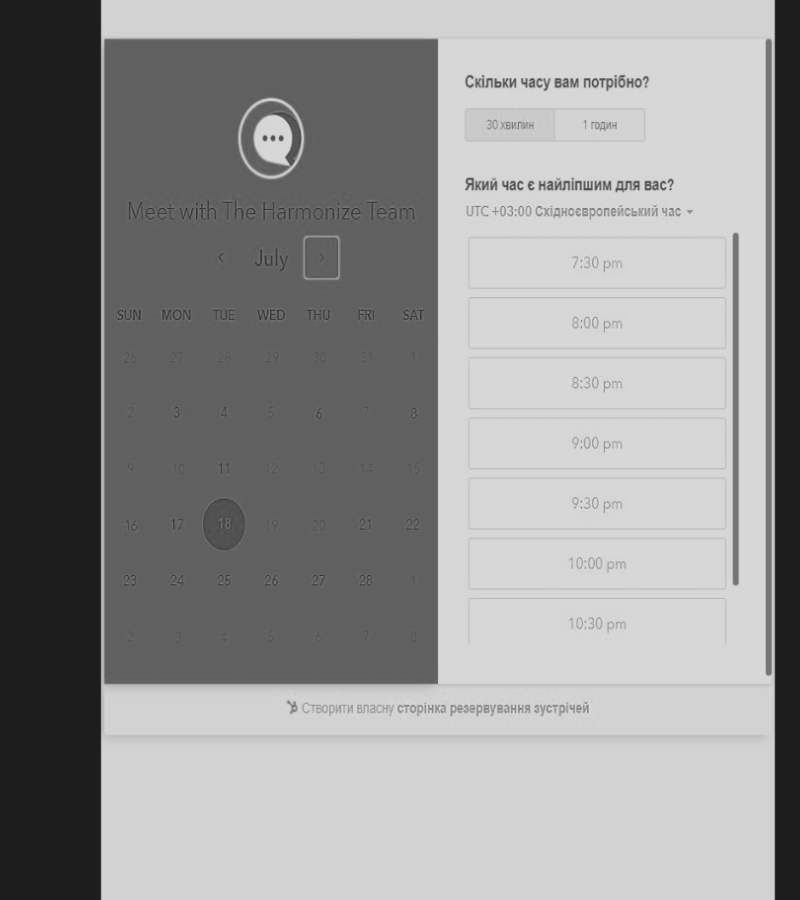 Meet with The Harmonize Team
July
SUN MON TUE WED THU FRI SAT
26 27 28 29 30 31 1
2 3 4 5 6 7 8
9 10 11 12 13 14 15
16 17 18 19 20 21 22
23 24 25 26 27 28 1
2 3 4 5 6 7 8
Скільки часу вам потрібно?
30 хвилин 1 годин
Який час є найліпшим для вас?
UTC +03:00 Східноєвропейський час
7:30 pm
8:00 pm
8:30 pm
9:00 pm
9:30 pm
10:00 pm
10:30 pm
Створити власну сторінка резервування зустрічей